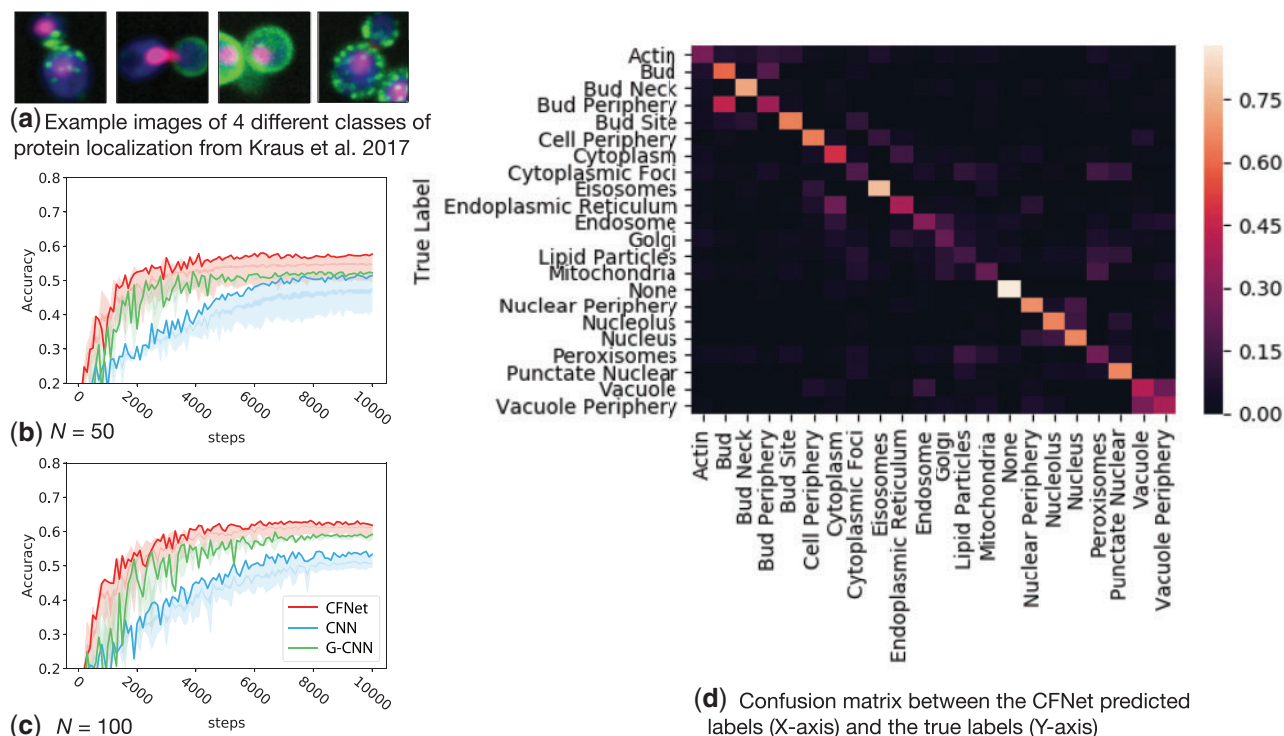 (a) Example images of 4 different classes of
protein localization from Kraus et al. 2017
0.8
0.7
0.6
0.5
0.4
0.3
0.2
Accuracy
0
2000
4000
6000
8000
10000
steps
(b) N = 50
0.8
0.7
0.6
0.5
0.4
0.3
0.2
Accuracy
CFNet
CNN
G-CNN
0
2000
4000
6000
8000
10000
steps
(c) N = 100
True Label
Actin
Bud
Bud Neck
Bud Periphery
Bud Site
Cell Periphery
Cytoplasm
Cytoplasmic Foci
Eisosomes
Endoplasmic Reticulum
Endosome
Golgi
Lipid Particles
Mitochondria
None
Nuclear Periphery
Nucleolus
Nucleus
Peroxisomes
Punctate Nuclear
Vacuole
Vacuole Periphery
Actin
Bud
Bud Neck
Bud Periphery
Bud Site
Cell Periphery
Cytoplasm
Cytoplasmic Foci
Eisosomes
Endoplasmic Reticulum
Endosome
Golgi
Lipid Particles
Mitochondria
None
Nuclear Periphery
Nucleolus
Nucleus
Peroxisomes
Punctate Nuclear
Vacuole
Vacuole Periphery
0.75
0.60
0.45
0.30
0.15
0.00
(d) Confusion matrix between the CFNet predicted
labels (X-axis) and the true labels (Y-axis)